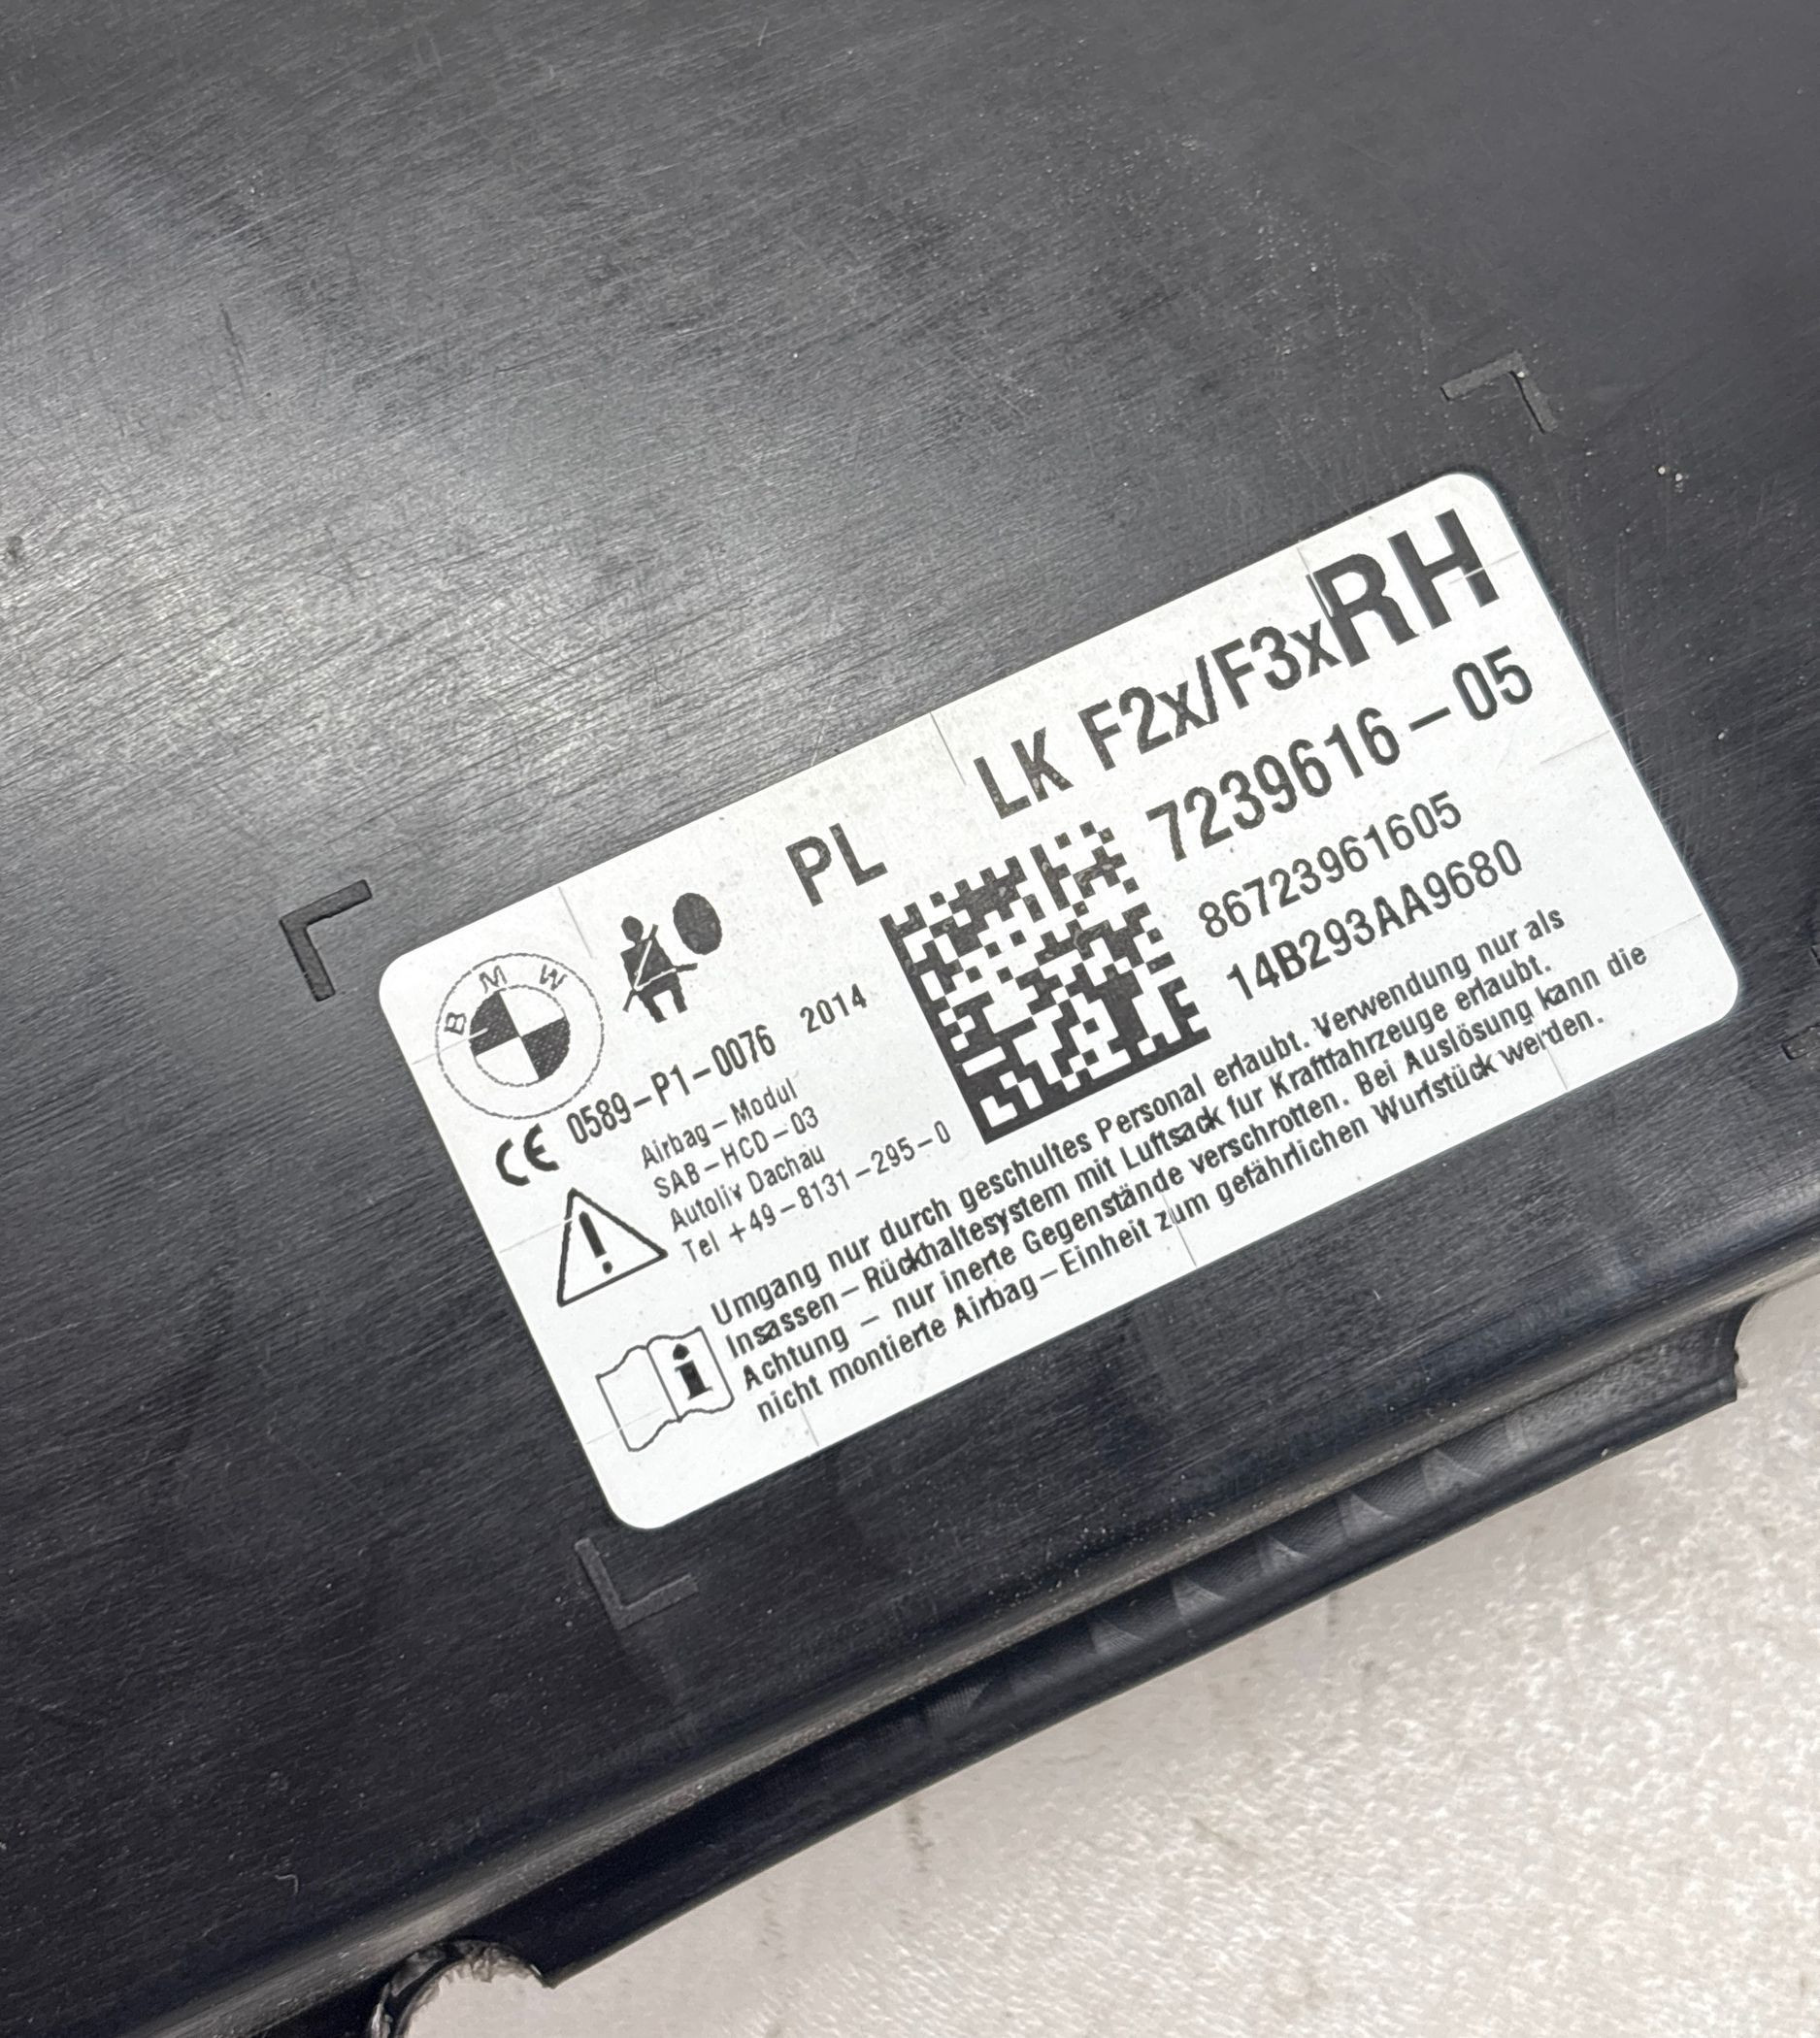 PL LK F2x/F3x RH
7239616-05
86723961605
14B293AA9680
BMW
CE 0589-P1-0076 2014
Airbag-Modul
SAB-HCD-03
Autoliv Dachau
Tel +49-8131-295-0
Umgang nur durch geschultes Personal erlaubt. Verwendung nur als
Insassen-Rückhaltesystem mit Luftsack für Kraftfahrzeuge erlaubt.
Achtung - nur inerte Gegenstände verschrotten. Bei Auslösung kann die
nicht montierte Airbag-Einheit zum gefährlichen Wurfstück werden.